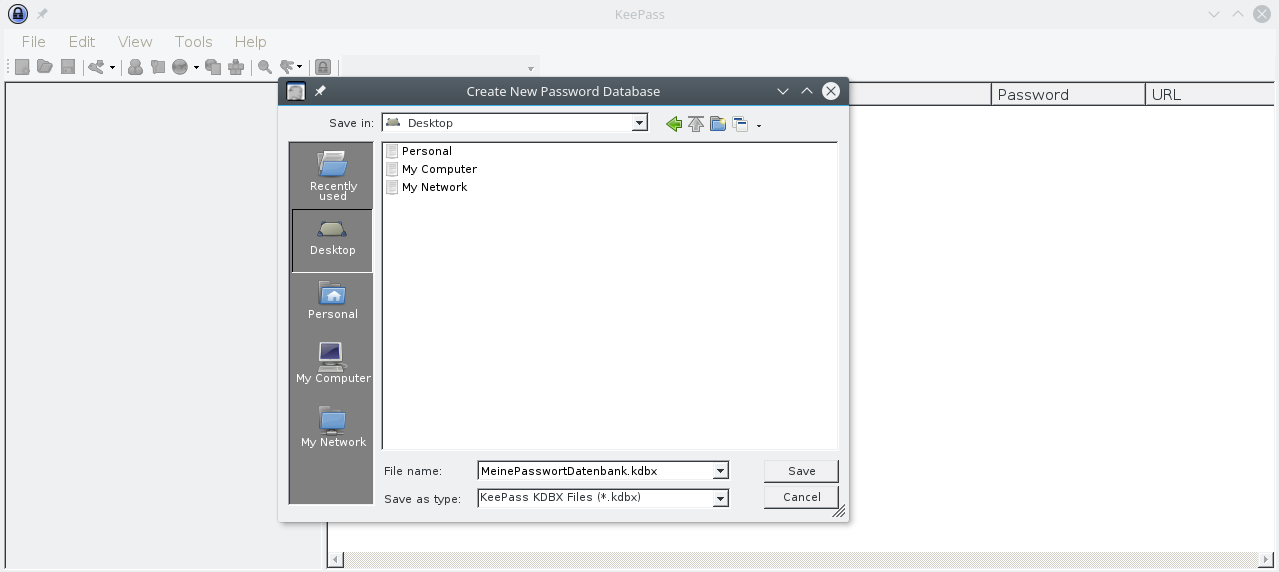 KeePass
File Edit View Tools Help
Create New Password Database
Password URL
Save in: Desktop
Recently used
Desktop
Personal
My Computer
My Network
Personal
My Computer
My Network
File name: MeinePasswortDatenbank.kdbx Save
Save as type: KeePass KDBX Files (*.kdbx) Cancel